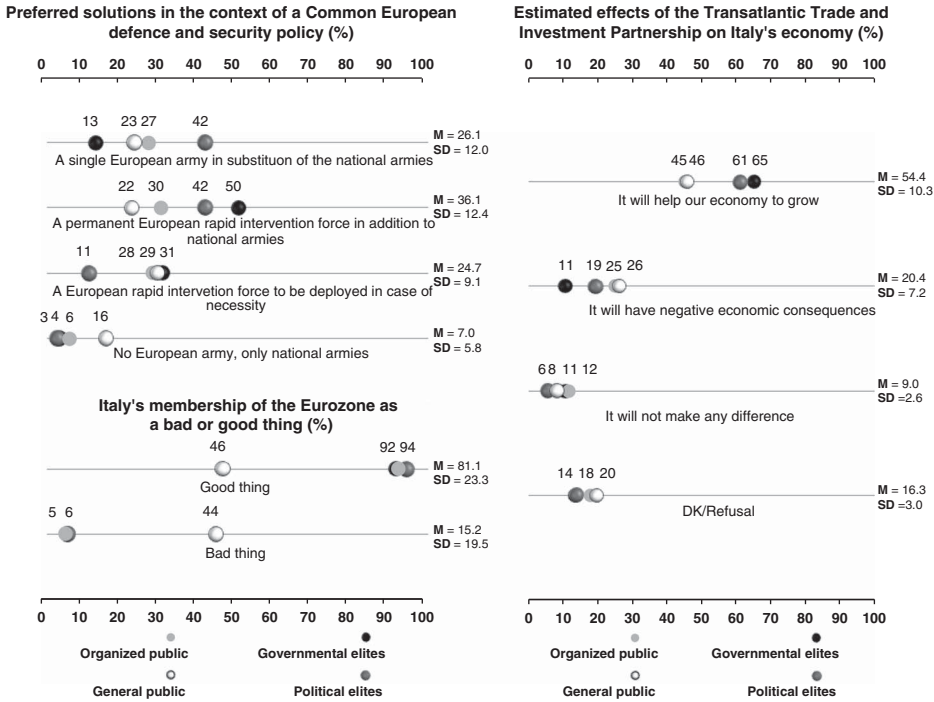 Preferred solutions in the context of a Common European
defence and security policy (%)
0 10 20 30 40 50 60 70 80 90 100
13 23 27 42
M = 26.1
SD = 12.0
A single European army in substituon of the national armies
22 30 42 50
M = 36.1
SD = 12.4
A permanent European rapid intervention force in addition to
national armies
11 28 29 31
M = 24.7
SD = 9.1
A European rapid intervetion force to be deployed in case of
necessity
3 4 6 16
M = 7.0
SD = 5.8
No European army, only national armies
Italy's membership of the Eurozone as
a bad or good thing (%)
46 92 94
M = 81.1
SD = 23.3
Good thing
5 6 44
M = 15.2
SD = 19.5
Bad thing
0 10 20 30 40 50 60 70 80 90 100
Organized public Governmental elites
General public Political elites
Estimated effects of the Transatlantic Trade and
Investment Partnership on Italy's economy (%)
0 10 20 30 40 50 60 70 80 90 100
45 46 61 65
M = 54.4
SD = 10.3
It will help our economy to grow
11 19 25 26
M = 20.4
SD = 7.2
It will have negative economic consequences
6 8 11 12
M = 9.0
SD =2.6
It will not make any difference
14 18 20
M = 16.3
SD =3.0
DK/Refusal
0 10 20 30 40 50 60 70 80 90 100
Organized public Governmental elites
General public Political elites